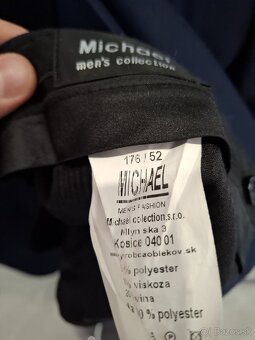 Michael
men's collection
176 / 52
MICHAEL
MEN'S FASHION
Michael collection.s.r.o.
Mlynska 3
Kosice 040 01
polyester
viskoza
polyester
bazos.sk